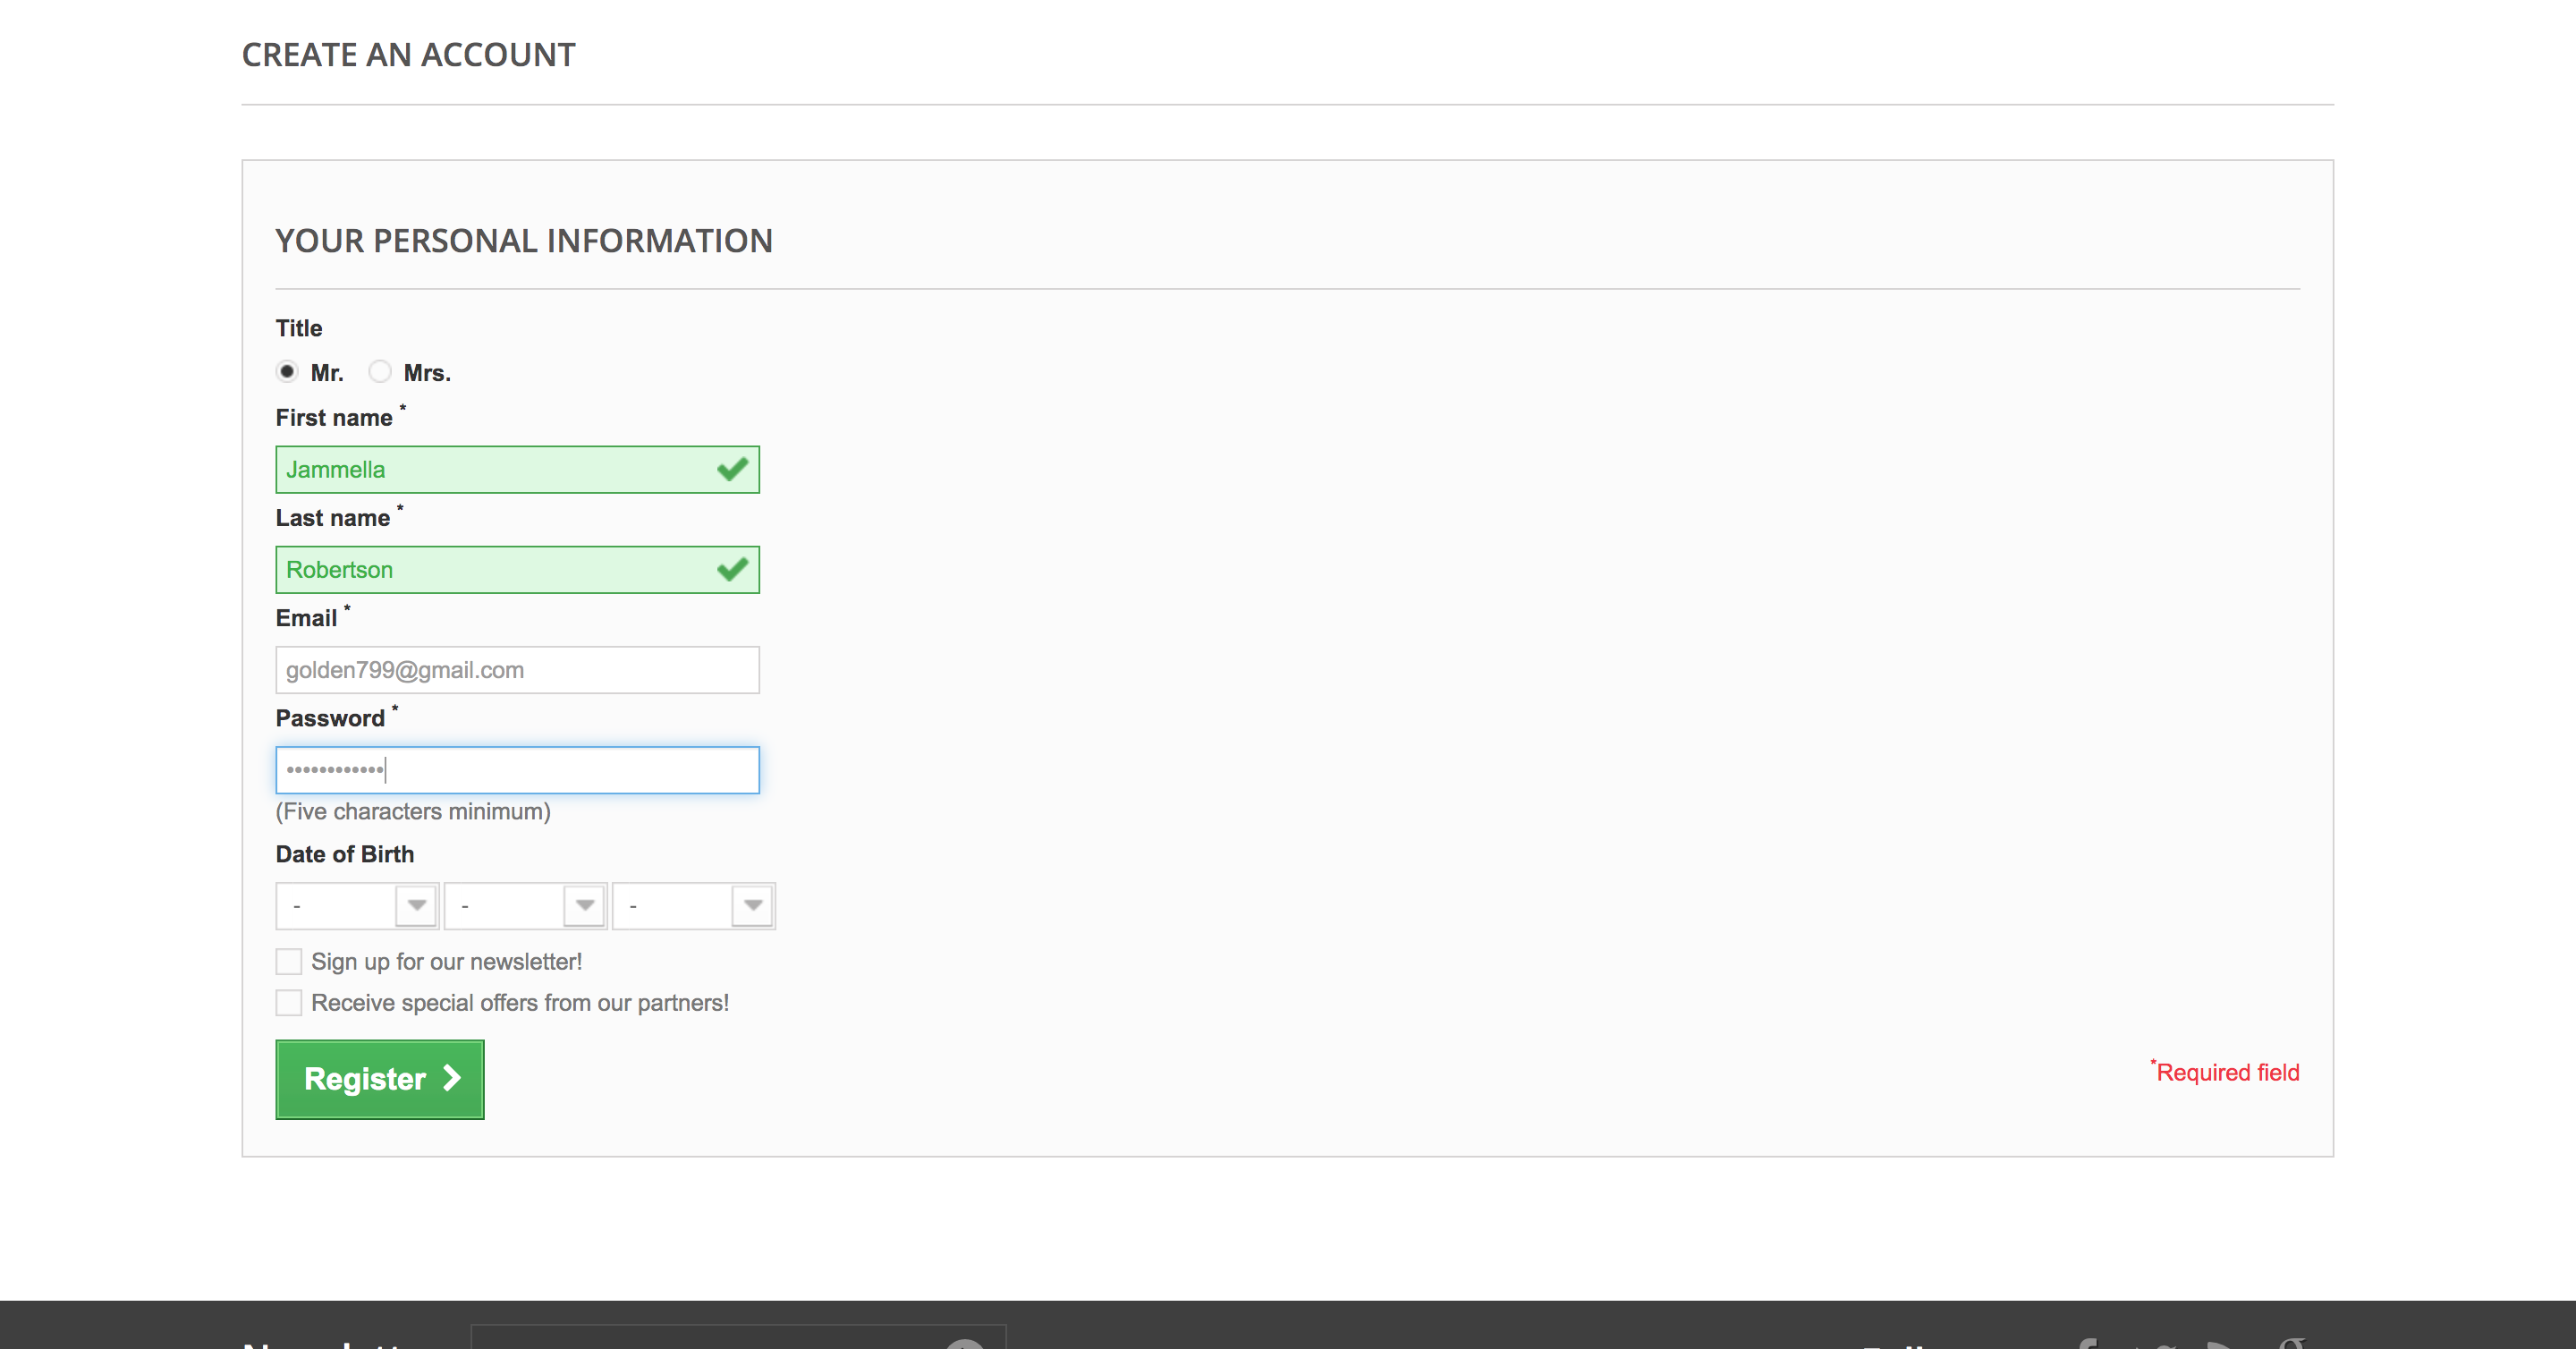 CREATE AN ACCOUNT
YOUR PERSONAL INFORMATION
Title
Mr. Mrs.
First name *
Jammella
Last name *
Robertson
Email *
golden799@gmail.com
Password *
••••••••••••
(Five characters minimum)
Date of Birth
- - -
Sign up for our newsletter!
Receive special offers from our partners!
Register
*Required field